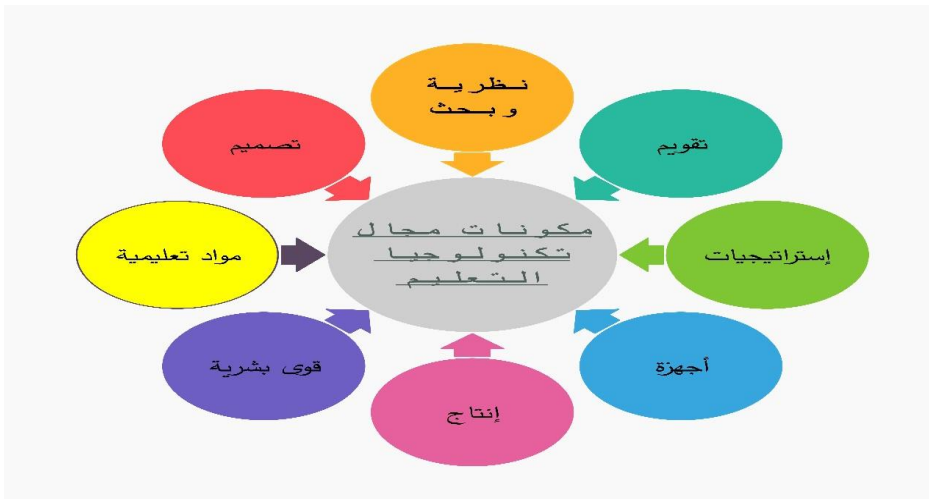 نظرية
وبحث
تقويم
تصميم
إستراتيجيات
مكونات مجال
تكنولوجيا
التعليم
مواد تعليمية
أجهزة
قوى بشرية
إنتاج